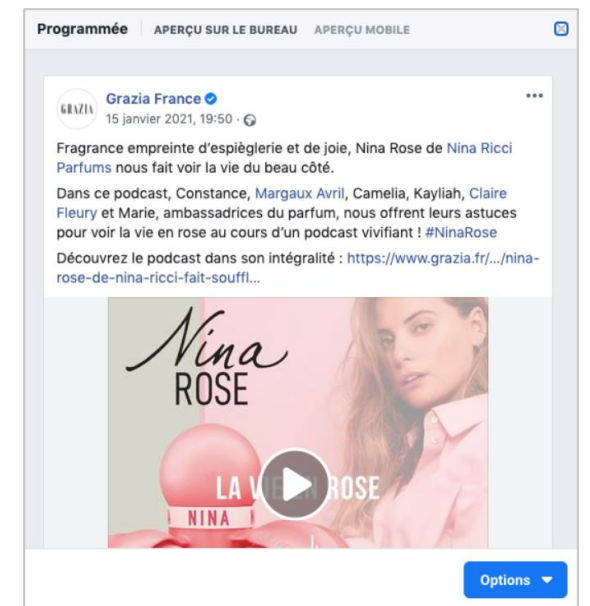 Programmée APERÇU SUR LE BUREAU APERÇU MOBILE
GRAZIA
Grazia France
15 janvier 2021, 19:50 ·
Fragrance empreinte d'espièglerie et de joie, Nina Rose de Nina Ricci
Parfums nous fait voir la vie du beau côté.
Dans ce podcast, Constance, Margaux Avril, Camelia, Kayliah, Claire
Fleury et Marie, ambassadrices du parfum, nous offrent leurs astuces
pour voir la vie en rose au cours d'un podcast vivifiant ! #NinaRose
Découvrez le podcast dans son intégralité : https://www.grazia.fr/.../nina-
rose-de-nina-ricci-fait-souffl...
Nina
ROSE
LA VIE EN ROSE
NINA
Options